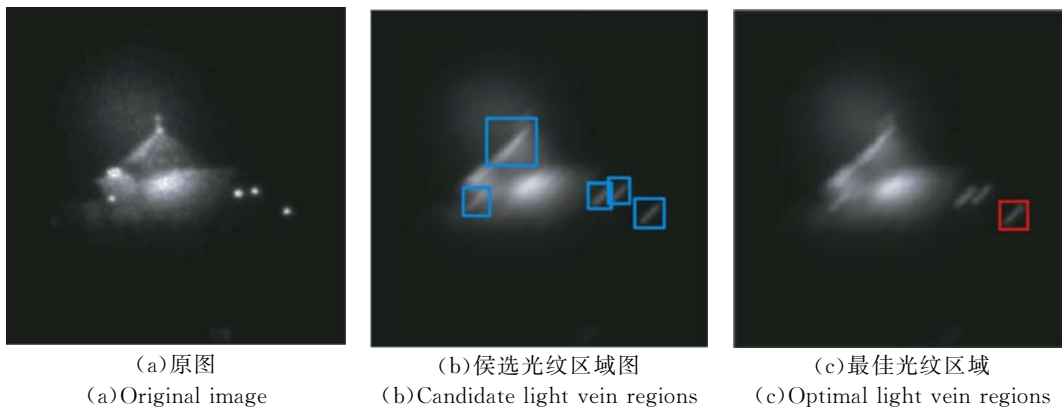 (a)原图
(a)Original image
(b)侯选光纹区域图
(b)Candidate light vein regions
(c)最佳光纹区域
(c)Optimal light vein regions